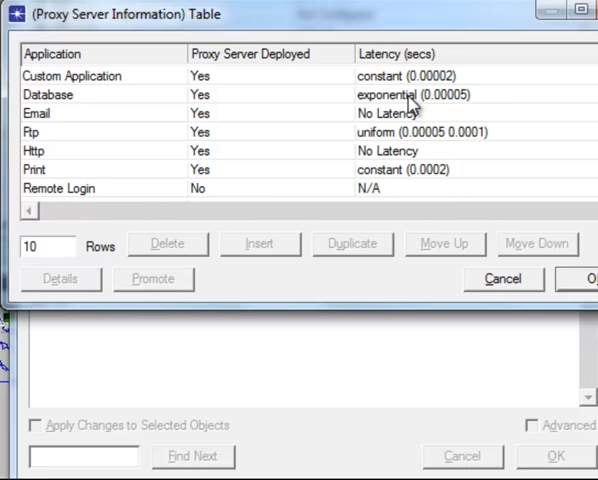 (Proxy Server Information) Table
Application Proxy Server Deployed Latency (secs)
Custom Application Yes constant (0.00002)
Database Yes exponential (0.00005)
Email Yes No Latency
Ftp Yes uniform (0.00005 0.0001)
Http Yes No Latency
Print Yes constant (0.0002)
Remote Login No N/A
10 Rows Delete Insert Duplicate Move Up Move Down
Details Promote Cancel
Apply Changes to Selected Objects Advanced
Find Next Cancel OK